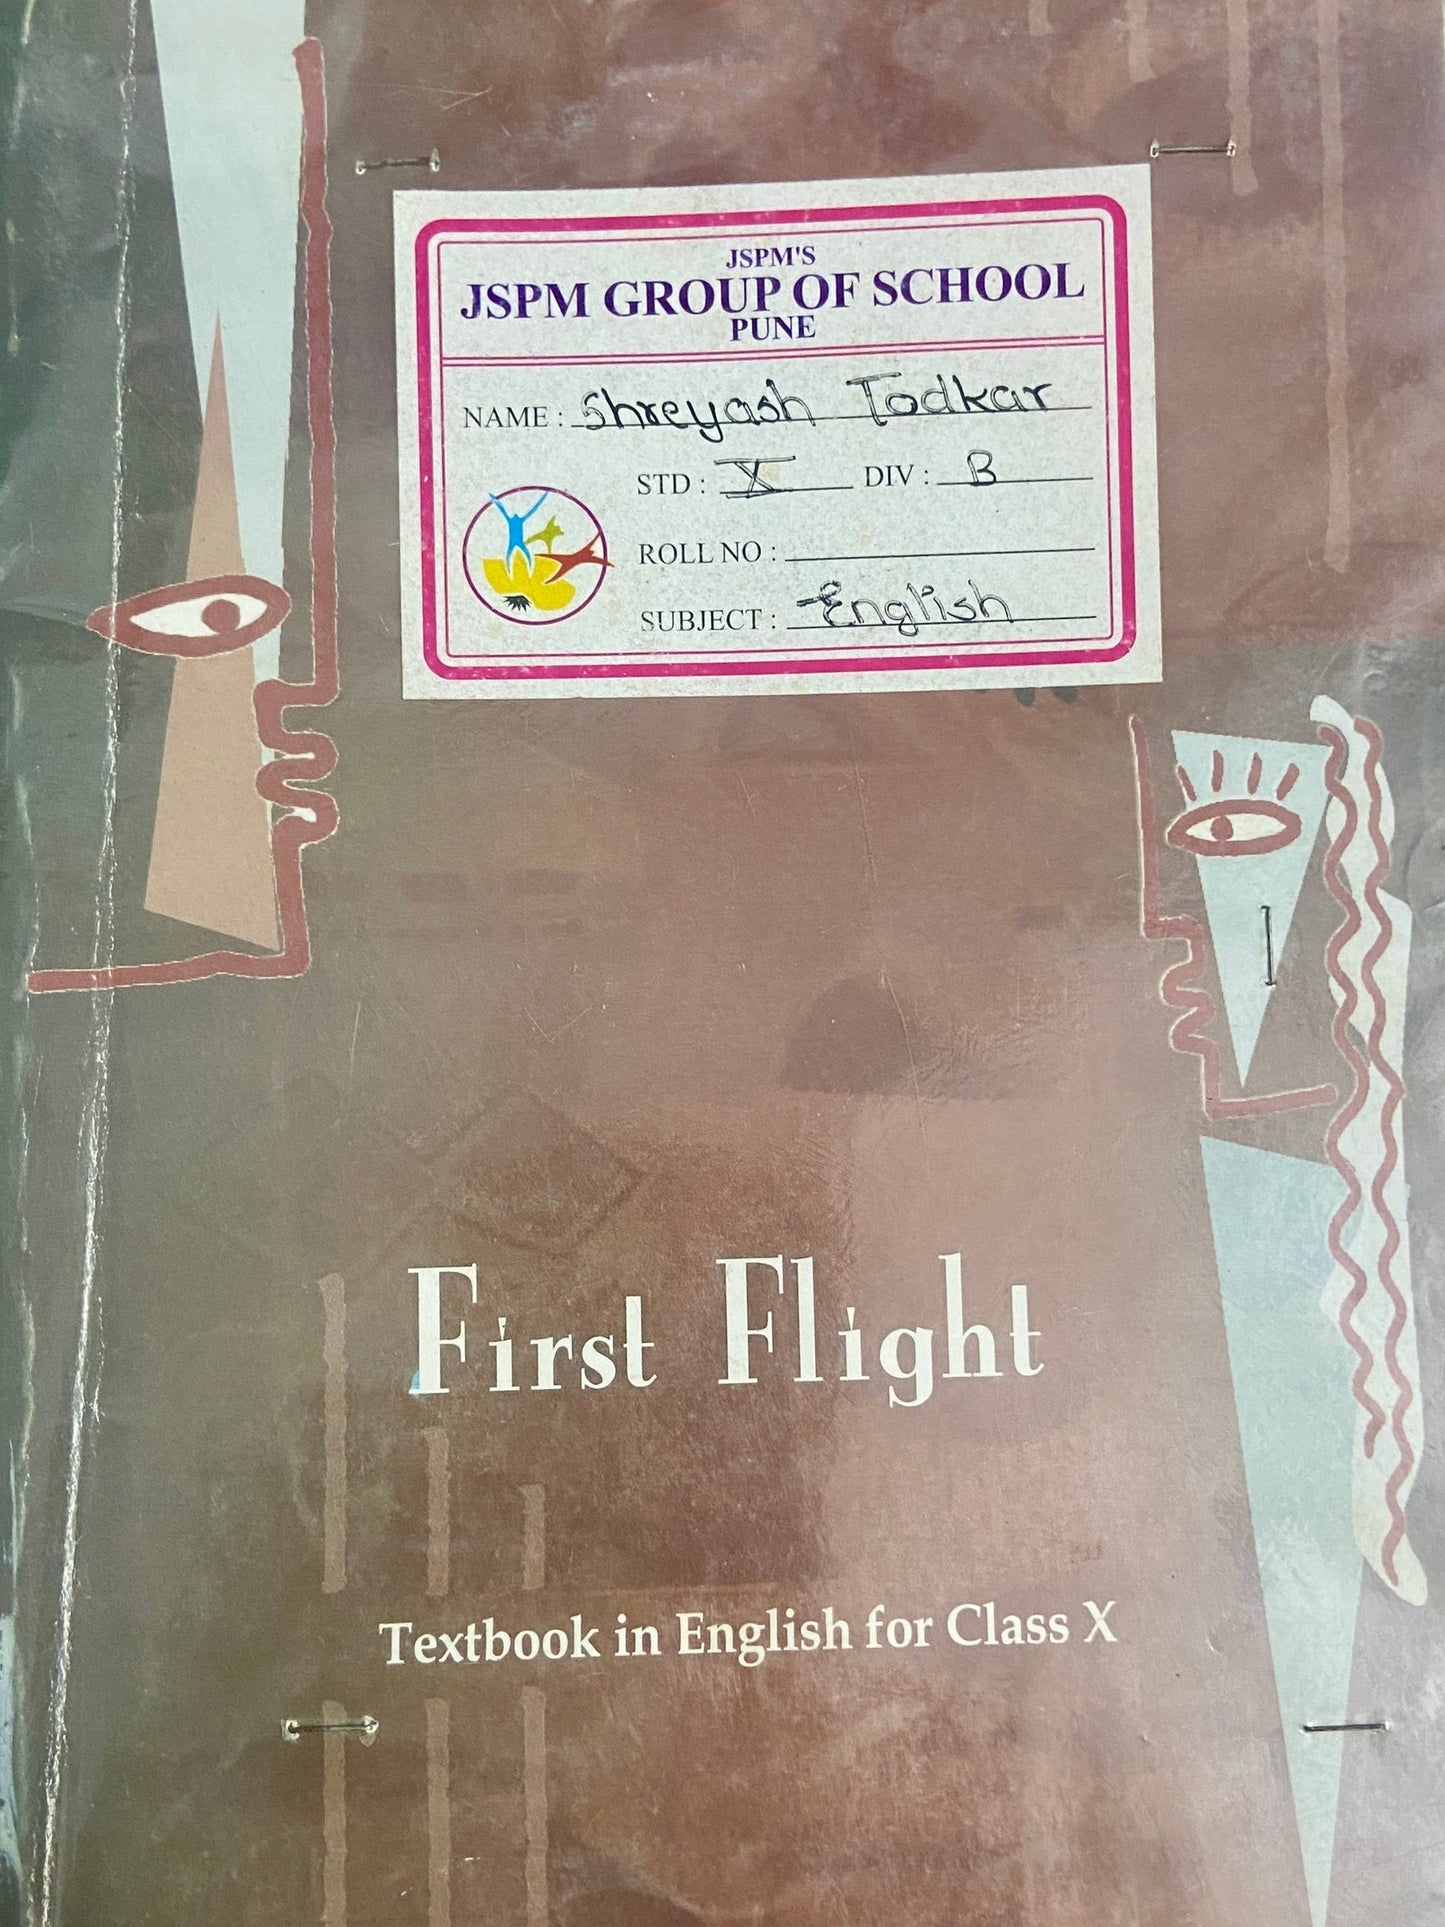 JSPM'S
JSPM GROUP OF SCHOOL
PUNE
NAME : Shreyash Todkar
STD : X DIV : B
ROLL NO :
SUBJECT : English
First Flight
Textbook in English for Class X